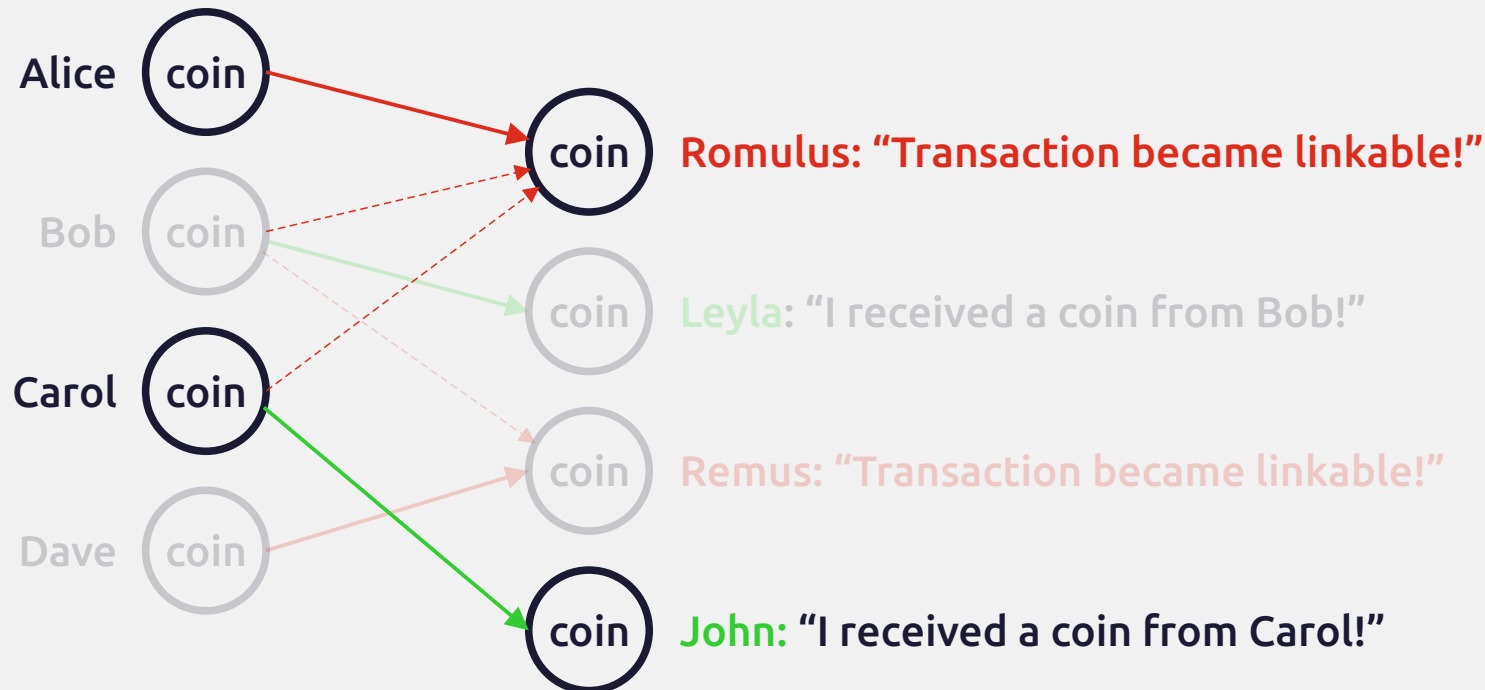 Alice
coin
coin
Romulus: “Transaction became linkable!”
Bob
coin
coin
Leyla: “I received a coin from Bob!”
Carol
coin
coin
Remus: “Transaction became linkable!”
Dave
coin
coin
John: “I received a coin from Carol!”